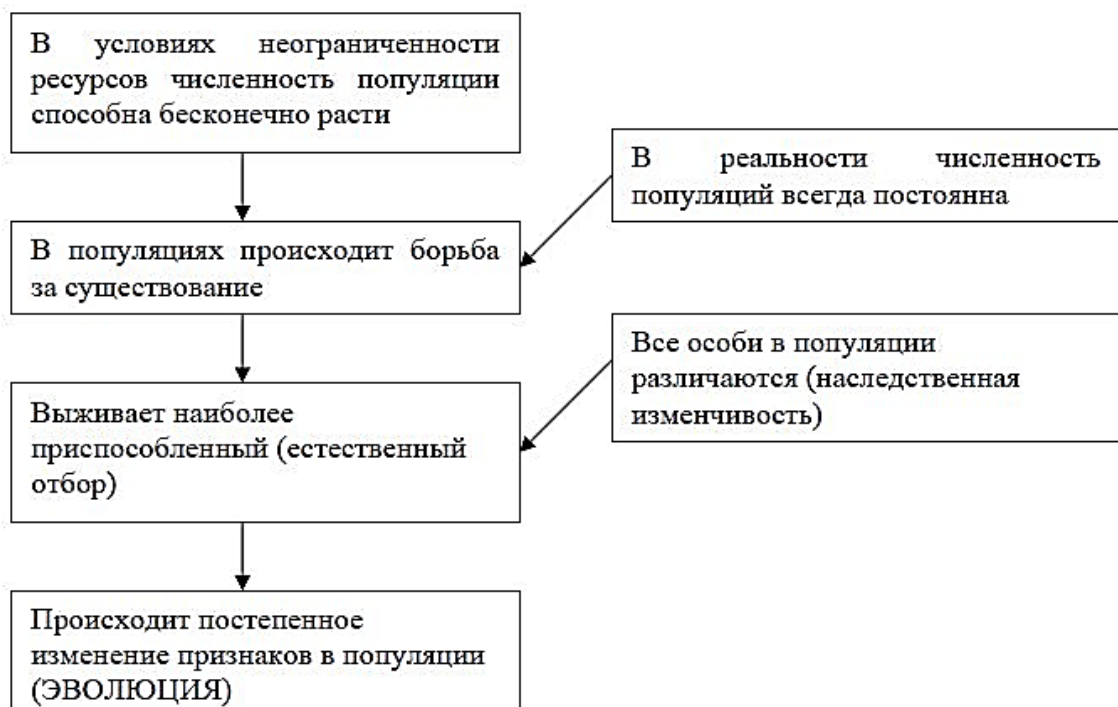 В условиях неограниченности
ресурсов численность популяции
способна бесконечно расти
В реальности численность
популяций всегда постоянна
В популяциях происходит борьба
за существование
Все особи в популяции
различаются (наследственная
изменчивость)
Выживает наиболее
приспособленный (естественный
отбор)
Происходит постепенное
изменение признаков в популяции
(ЭВОЛЮЦИЯ)